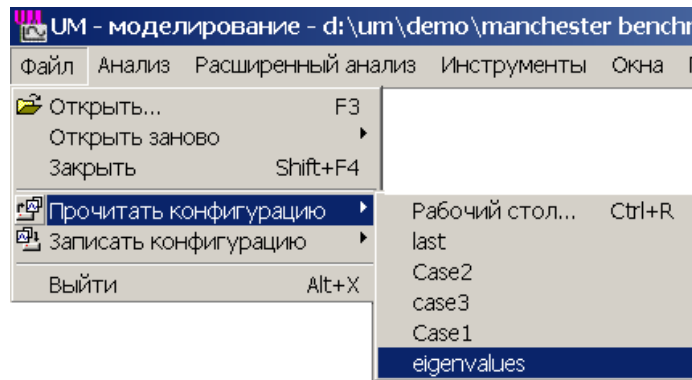 UM - моделирование - d:\um\demo\manchester
Файл Анализ Расширенный анализ Инструменты Окна
Открыть... F3
Открыть заново
Закрыть Shift+F4
Прочитать конфигурацию
Записать конфигурацию
Выйти Alt+X
Рабочий стол... Ctrl+R
last
Case2
case3
Case1
eigenvalues